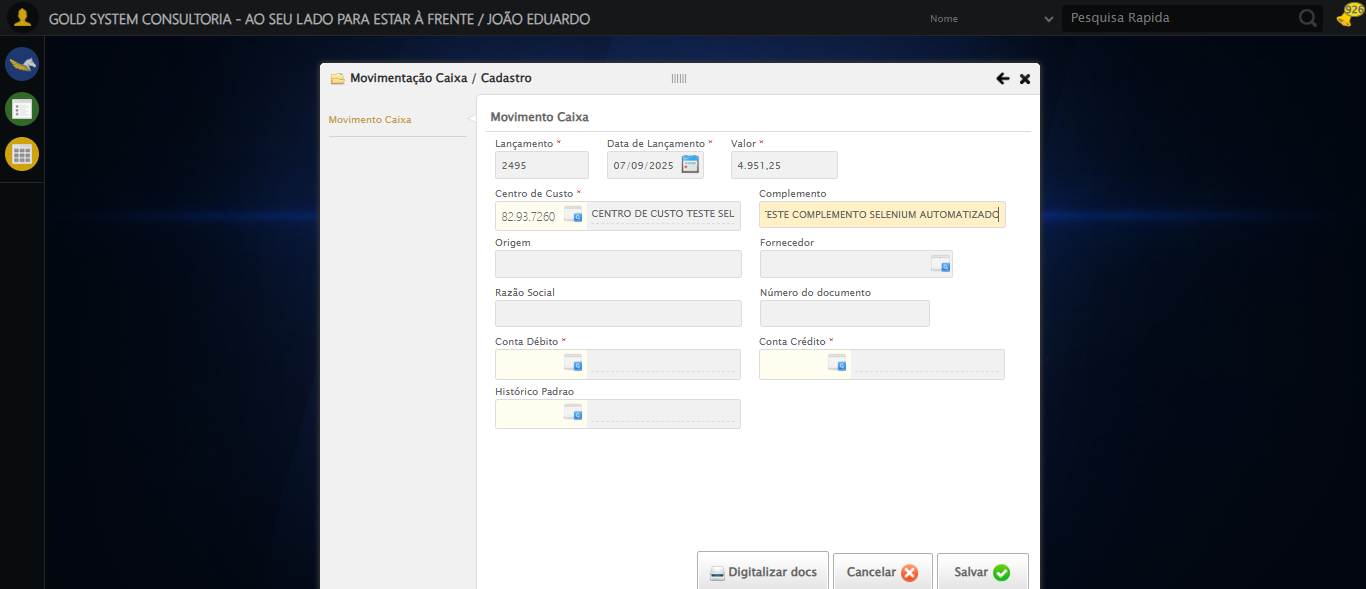 GOLD SYSTEM CONSULTORIA - AO SEU LADO PARA ESTAR À FRENTE / JOÃO EDUARDO
Nome
Pesquisa Rapida
926
Movimentação Caixa / Cadastro
Movimento Caixa
Movimento Caixa
Lançamento * Data de Lançamento * Valor *
2495 07/09/2025 4.951,25
Centro de Custo * Complemento
82.93.7260 CENTRO DE CUSTO TESTE SEL TESTE COMPLEMENTO SELENIUM AUTOMATIZADO
Origem Fornecedor
Razão Social Número do documento
Conta Débito * Conta Crédito *
Histórico Padrao
Digitalizar docs Cancelar Salvar